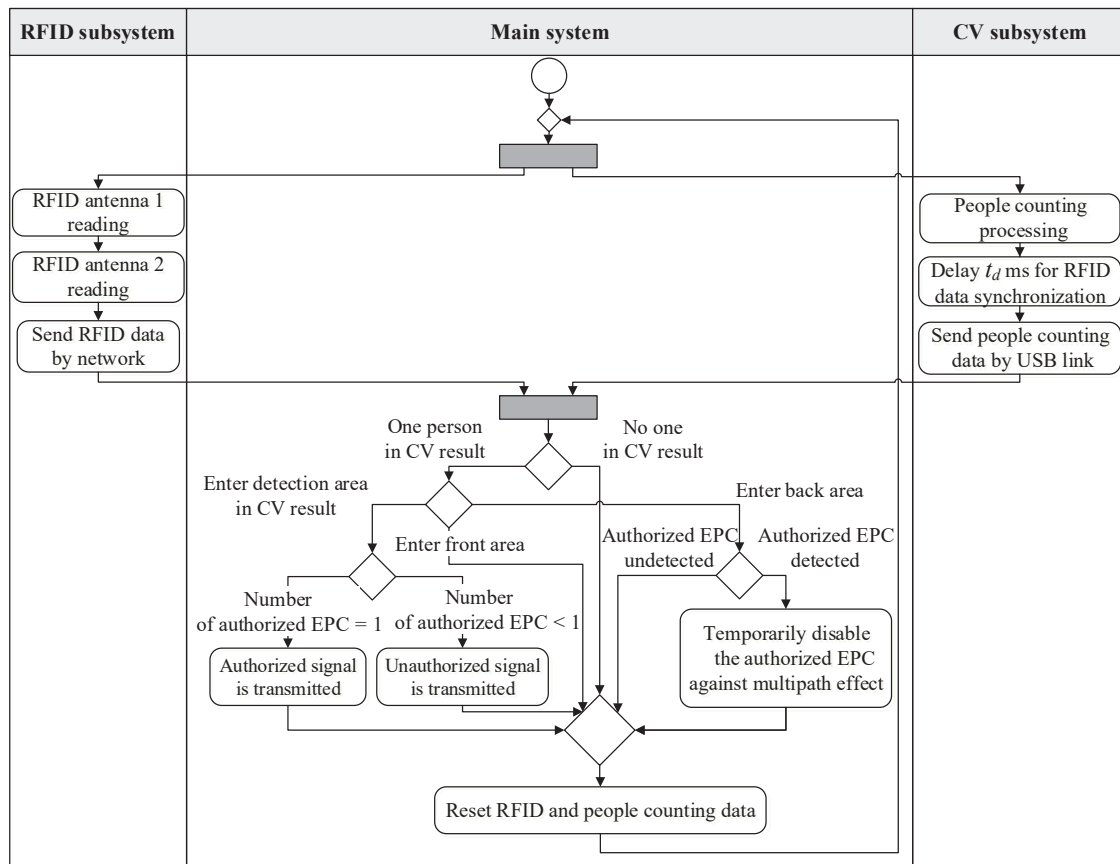 RFID subsystem
Main system
CV subsystem
RFID antenna 1
reading
RFID antenna 2
reading
Send RFID data
by network
People counting
processing
Delay t_d ms for RFID
data synchronization
Send people counting
data by USB link
One person
in CV result
No one
in CV result
Enter detection area
in CV result
Enter front area
Enter back area
Authorized EPC
undetected
Authorized EPC
detected
Number
of authorized EPC = 1
Number
of authorized EPC < 1
Authorized signal
is transmitted
Unauthorized signal
is transmitted
Temporarily disable
the authorized EPC
against multipath effect
Reset RFID and people counting data